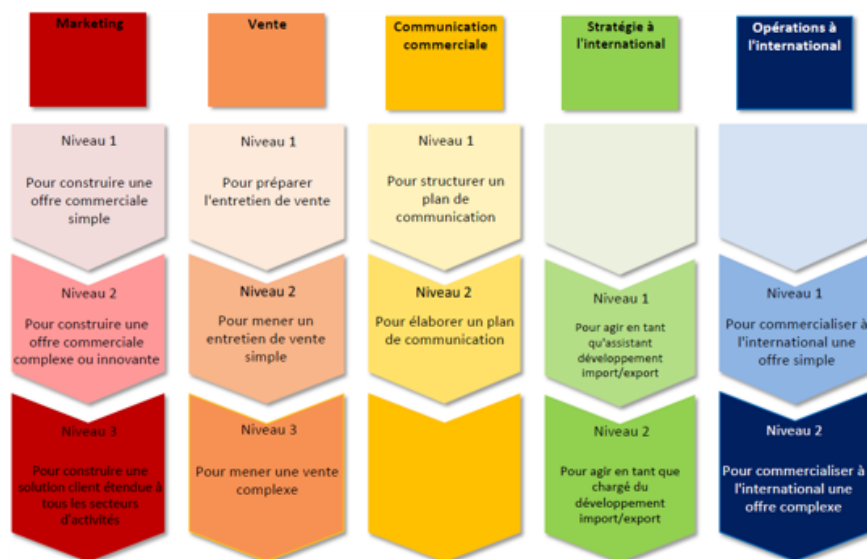 Marketing
Vente
Communication
commerciale
Stratégie à
l'international
Opérations à
l'international
Niveau 1
Pour construire une
offre commerciale
simple
Niveau 1
Pour préparer
l'entretien de vente
Niveau 1
Pour structurer un
plan de
communication
Niveau 2
Pour construire une
offre commerciale
complexe ou innovante
Niveau 2
Pour mener un
entretien de vente
simple
Niveau 2
Pour élaborer un plan
de communication
Niveau 1
Pour agir en tant
qu'assistant
développement
import/export
Niveau 1
Pour commercialiser à
l'international une
offre simple
Niveau 3
Pour construire une
solution client étendue à
tous les secteurs
d'activités
Niveau 3
Pour mener une vente
complexe
Niveau 2
Pour agir en tant que
chargé du
développement
import/export
Niveau 2
Pour commercialiser à
l'international une
offre complexe